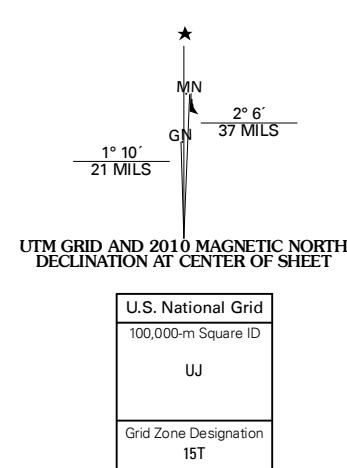 MN
2° 6´
37 MILS
GN
1° 10´
21 MILS
UTM GRID AND 2010 MAGNETIC NORTH
DECLINATION AT CENTER OF SHEET
U.S. National Grid
100,000-m Square ID
UJ
Grid Zone Designation
15T